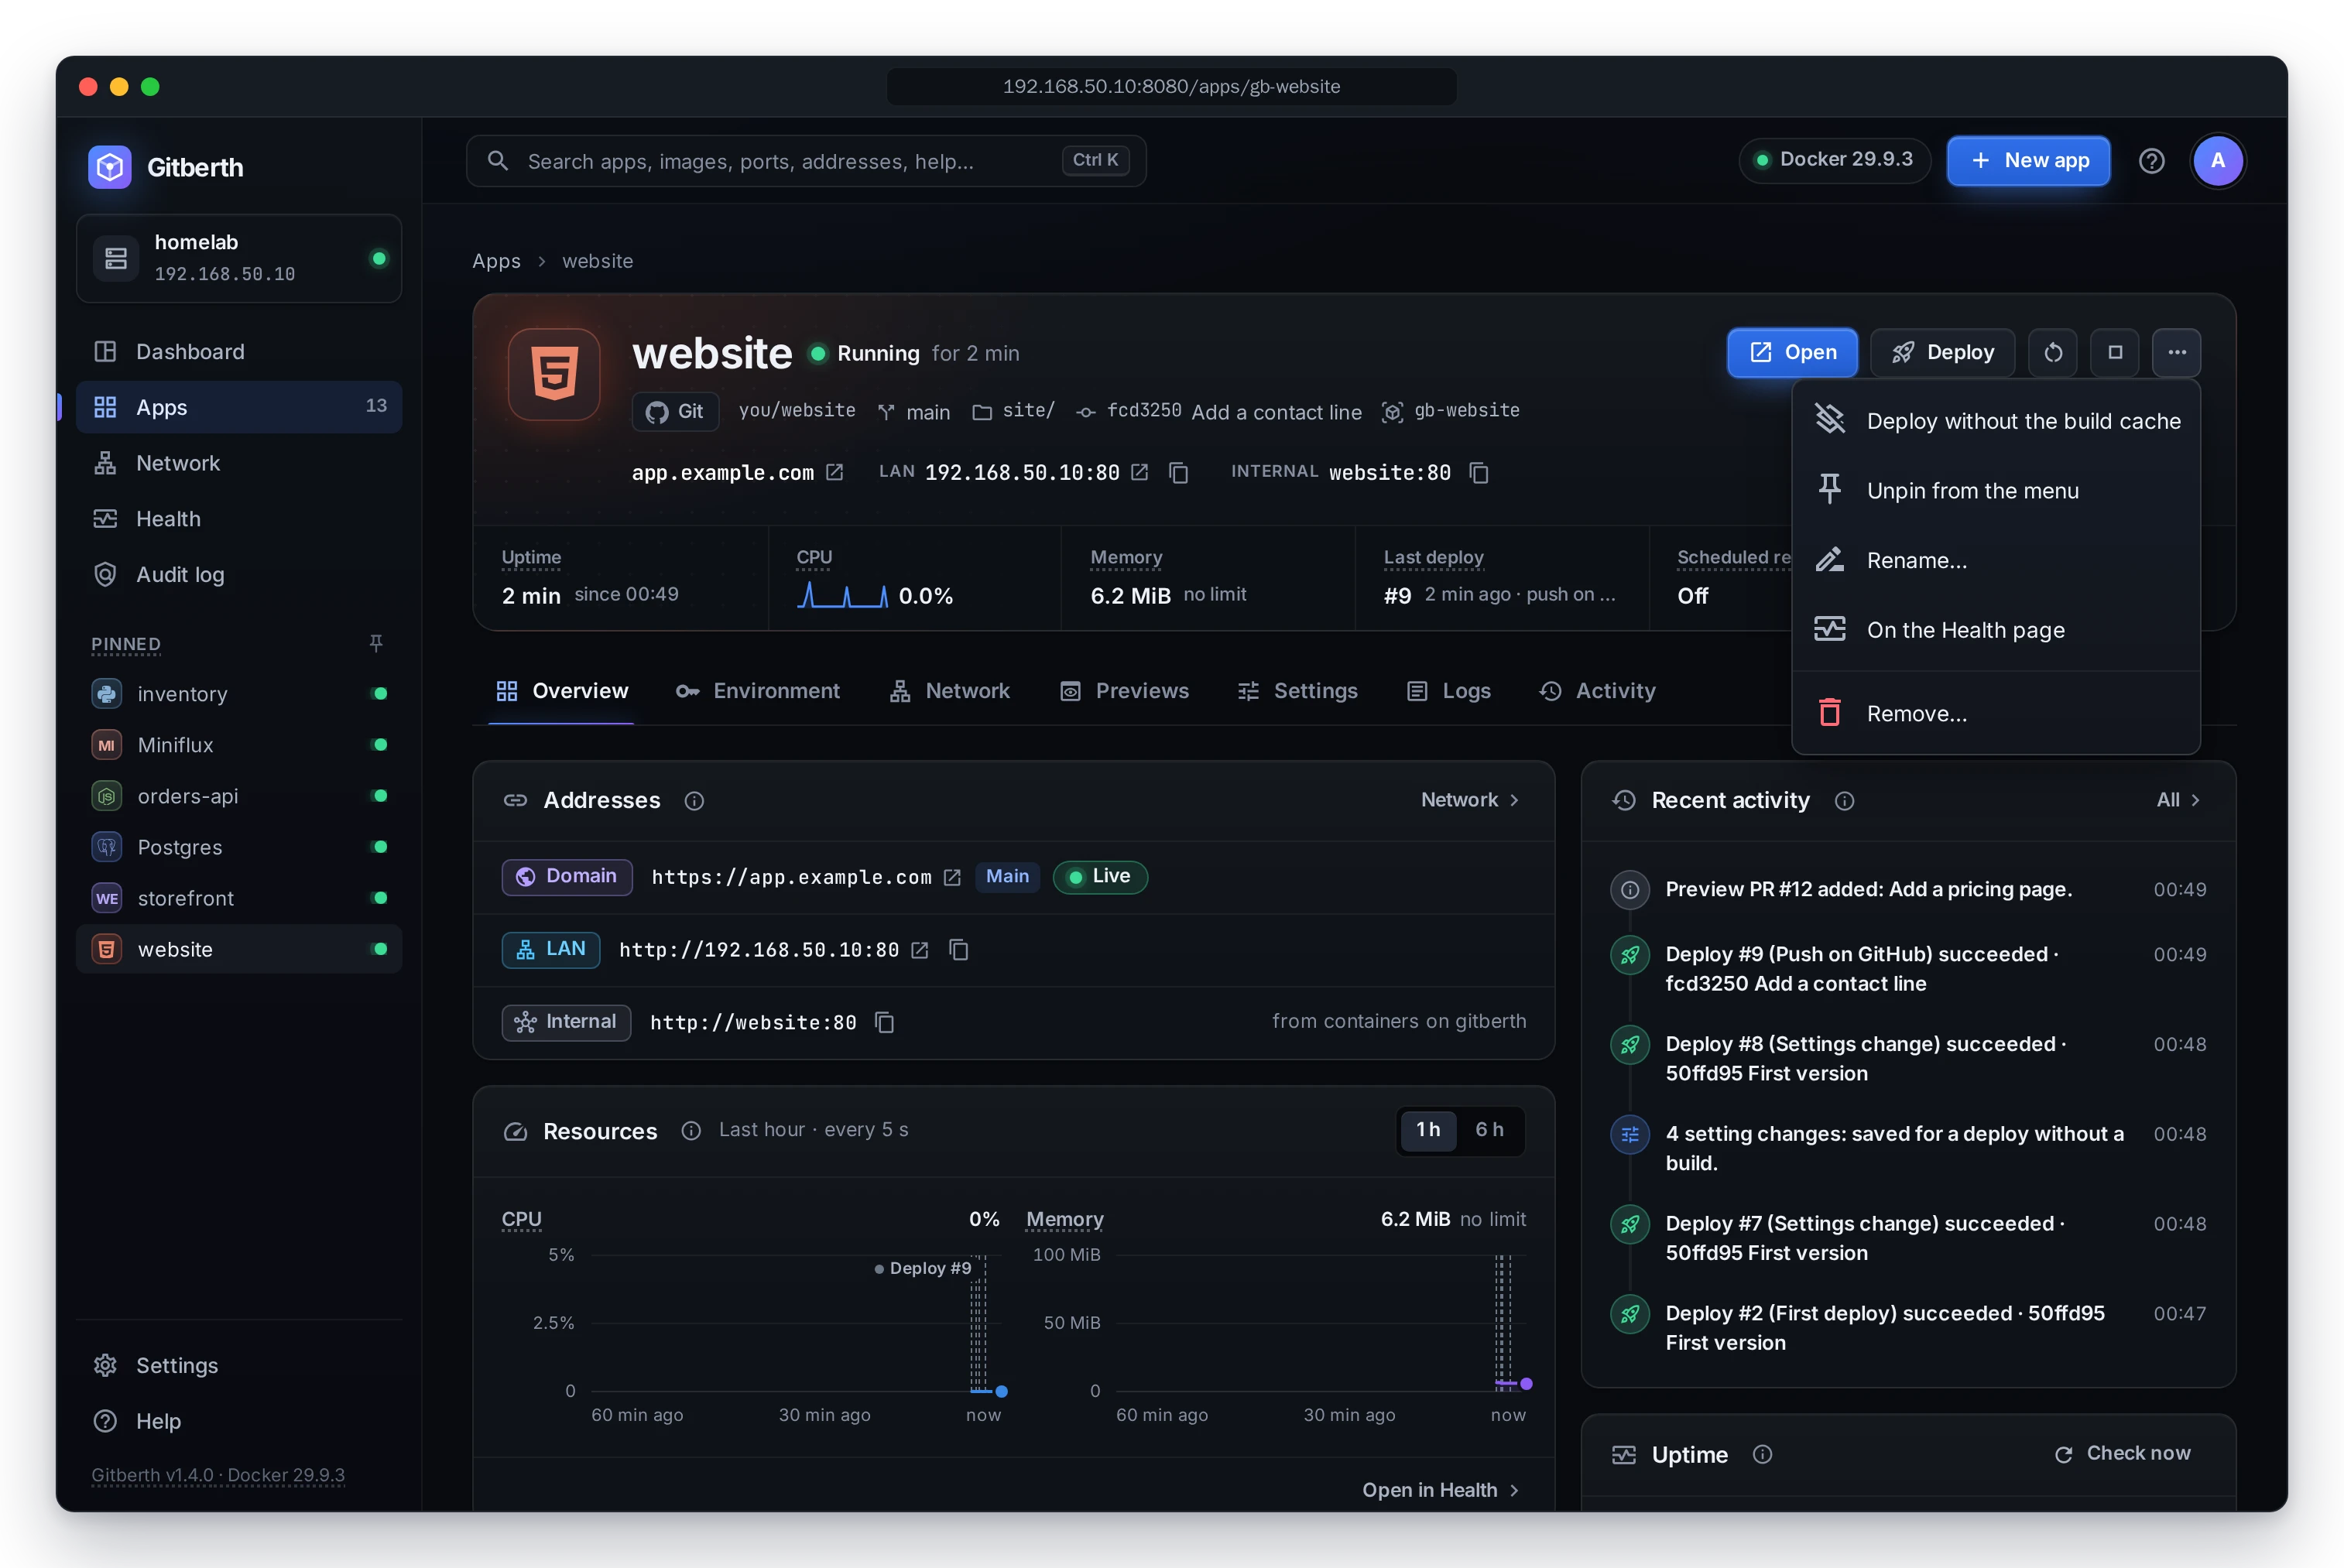 192.168.50.10:8080/apps/gb-website
Gitberth
Search apps, images, ports, addresses, help...
Ctrl K
Docker 29.9.3
New app
A
homelab
192.168.50.10
Dashboard
Apps 13
Network
Health
Audit log
PINNED
inventory
MI Miniflux
orders-api
Postgres
WE storefront
website
Settings
Help
Gitberth v1.4.0 · Docker 29.9.3
Apps > website
website Running for 2 min
Open
Deploy
Git you/website main site/ fcd3250 Add a contact line gb-website
app.example.com LAN 192.168.50.10:80 INTERNAL website:80
Deploy without the build cache
Unpin from the menu
Rename...
On the Health page
Remove...
Uptime
2 min since 00:49
CPU
0.0%
Memory
6.2 MiB no limit
Last deploy
#9 2 min ago · push on ...
Scheduled re
Off
Overview Environment Network Previews Settings Logs Activity
Addresses
Network >
Domain https://app.example.com Main Live
LAN http://192.168.50.10:80
Internal http://website:80 from containers on gitberth
Resources Last hour · every 5 s
1 h 6 h
CPU 0%
5%
2.5%
0
Deploy #9
60 min ago 30 min ago now
Memory 6.2 MiB no limit
100 MiB
50 MiB
0
60 min ago 30 min ago now
Open in Health >
Recent activity
All >
Preview PR #12 added: Add a pricing page. 00:49
Deploy #9 (Push on GitHub) succeeded · 00:49
fcd3250 Add a contact line
Deploy #8 (Settings change) succeeded · 00:48
50ffd95 First version
4 setting changes: saved for a deploy without a 00:48
build.
Deploy #7 (Settings change) succeeded · 00:48
50ffd95 First version
Deploy #2 (First deploy) succeeded · 50ffd95 00:47
First version
Uptime
Check now